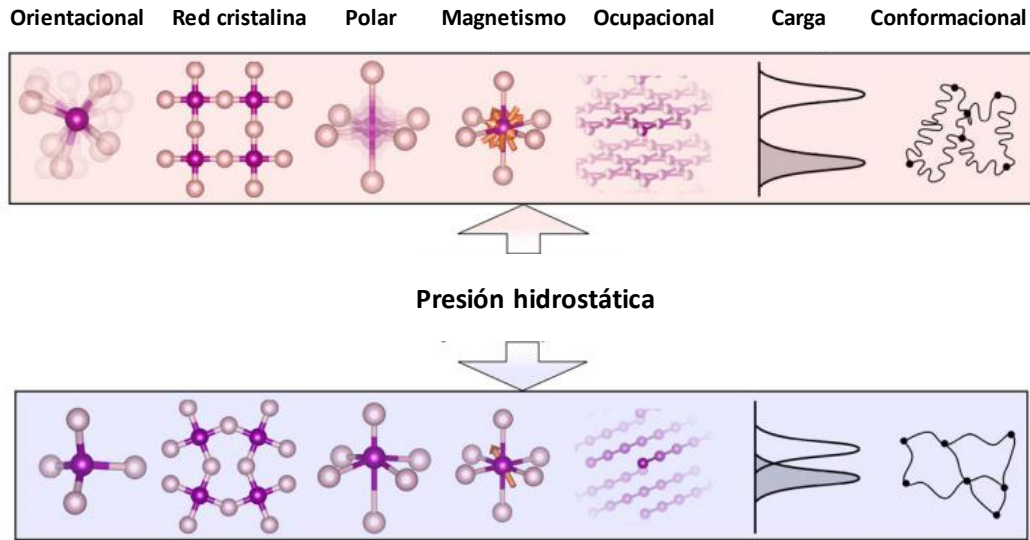 Orientacional Red cristalina Polar Magnetismo Ocupacional Carga Conformacional
Presión hidrostática